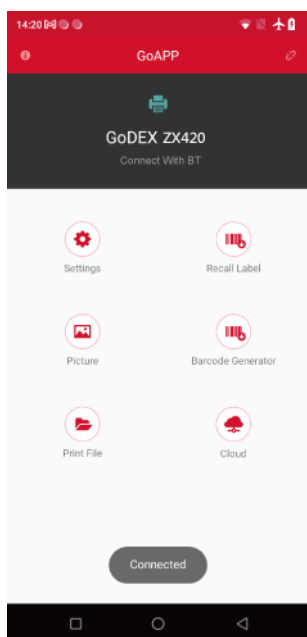 14:20
GoAPP
GoDEX ZX420
Connect With BT
Settings
Recall Label
Picture
Barcode Generator
Print File
Cloud
Connected